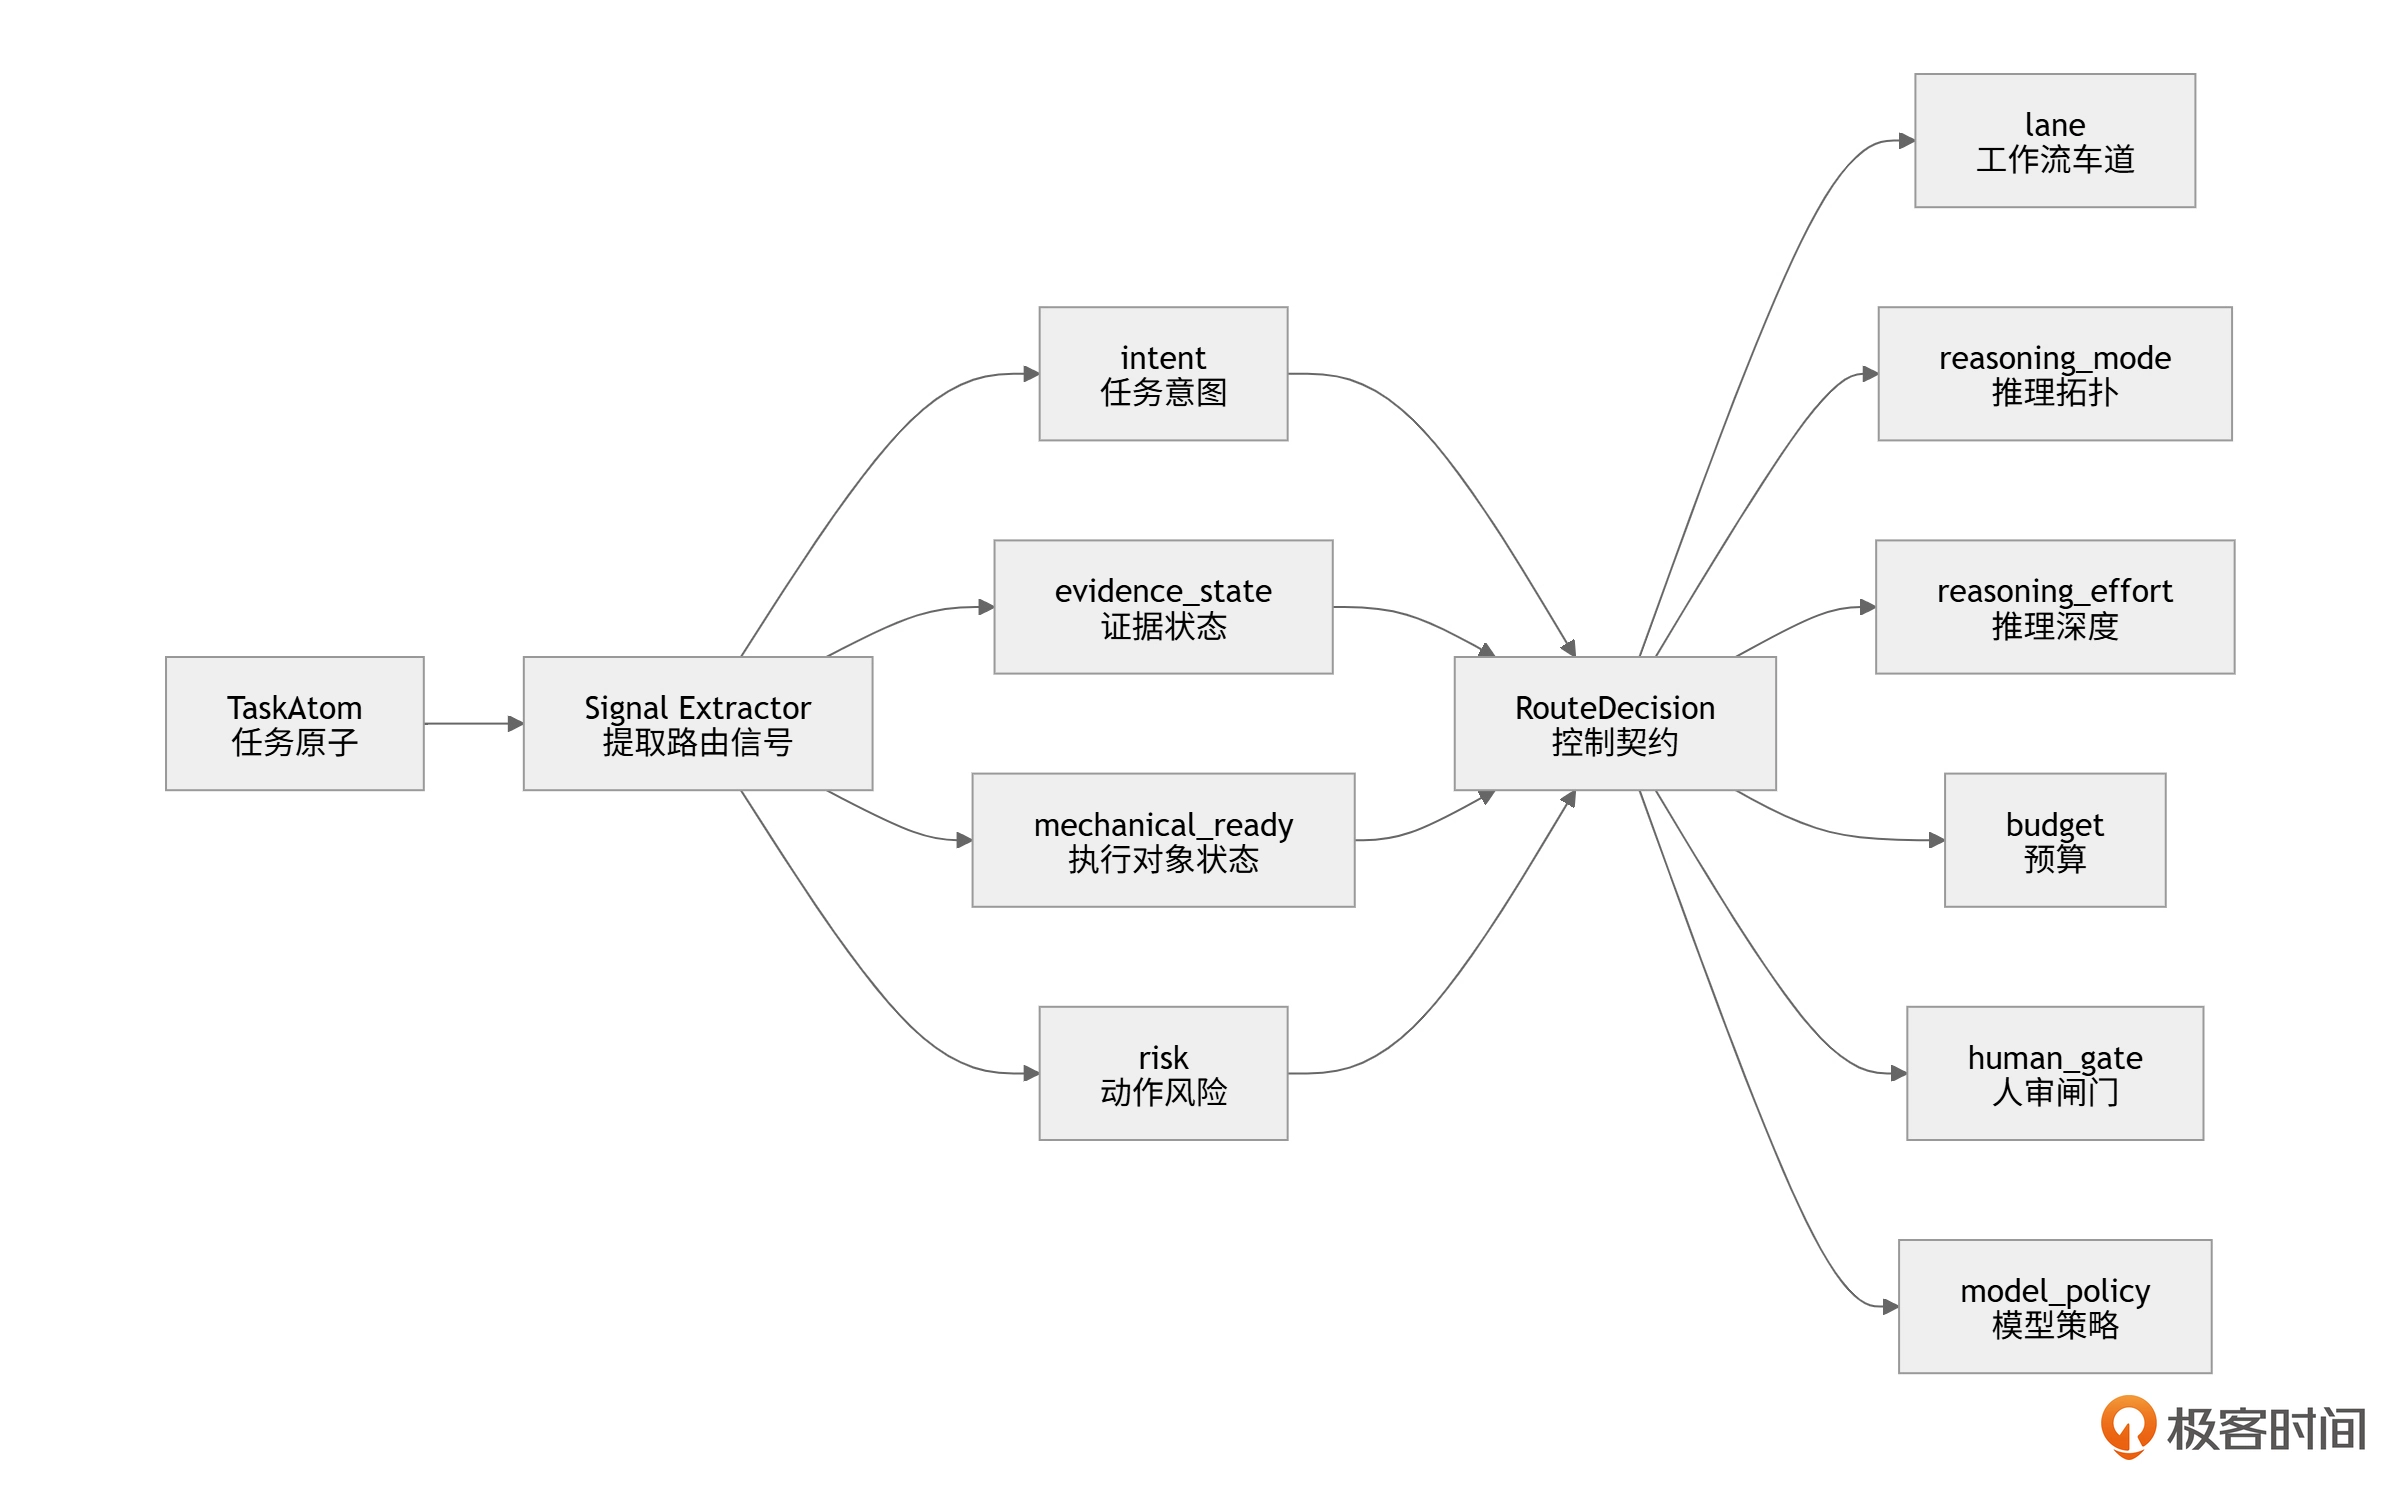 TaskAtom
任务原子
Signal Extractor
提取路由信号
intent
任务意图
evidence_state
证据状态
mechanical_ready
执行对象状态
risk
动作风险
RouteDecision
控制契约
lane
工作流车道
reasoning_mode
推理拓扑
reasoning_effort
推理深度
budget
预算
human_gate
人审闸门
model_policy
模型策略
极客时间